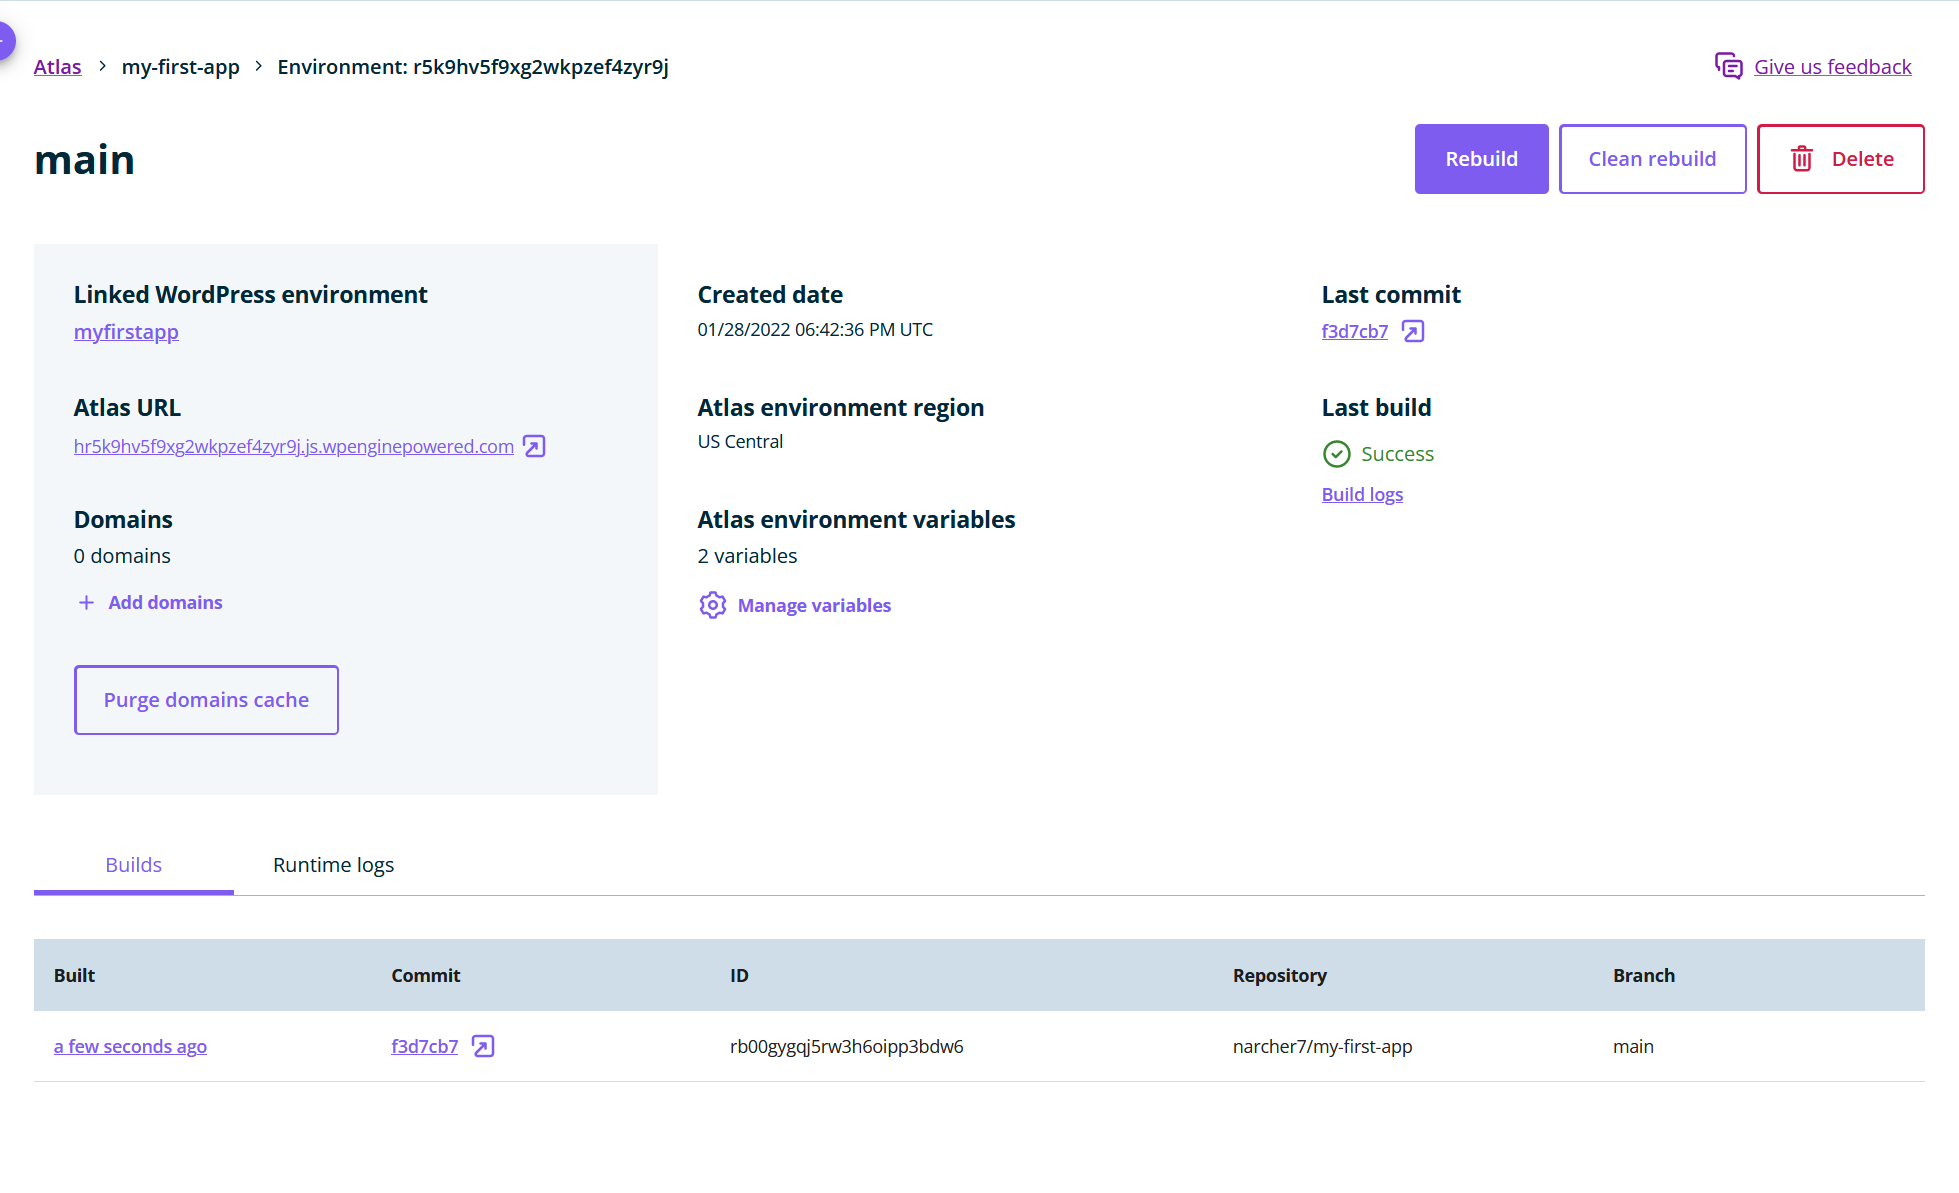 Atlas > my-first-app > Environment: r5k9hv5f9xg2wkpzef4zyr9j
Give us feedback
main
Rebuild
Clean rebuild
Delete
Linked WordPress environment
myfirstapp
Atlas URL
hr5k9hv5f9xg2wkpzef4zyr9j.js.wpenginepowered.com
Domains
0 domains
+ Add domains
Purge domains cache
Created date
01/28/2022 06:42:36 PM UTC
Atlas environment region
US Central
Atlas environment variables
2 variables
Manage variables
Last commit
f3d7cb7
Last build
Success
Build logs
Builds
Runtime logs
Built Commit ID Repository Branch
a few seconds ago f3d7cb7 rb00gygqj5rw3h6oipp3bdw6 narcher7/my-first-app main